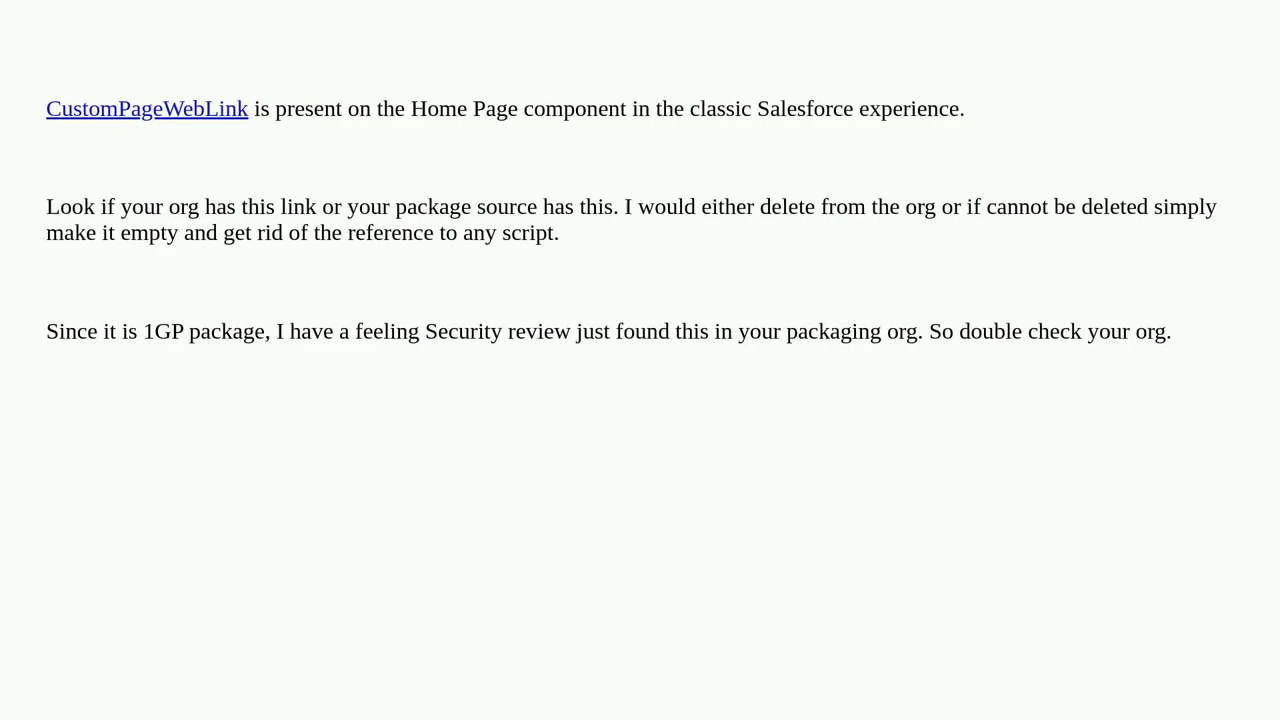 CustomPageWebLink is present on the Home Page component in the classic Salesforce experience.
Look if your org has this link or your package source has this. I would either delete from the org or if cannot be deleted simply
make it empty and get rid of the reference to any script.
Since it is 1GP package, I have a feeling Security review just found this in your packaging org. So double check your org.